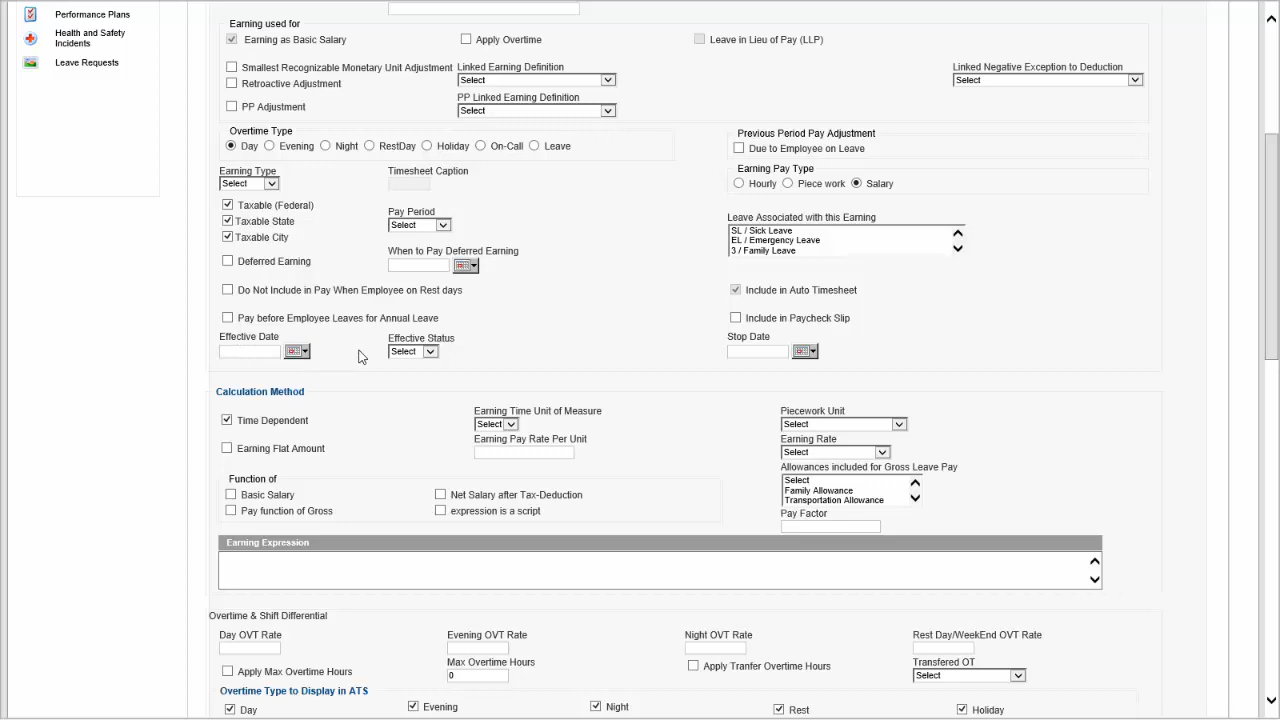 Performance Plans
Health and Safety
Incidents
Leave Requests
Earning used for
Earning as Basic Salary
Apply Overtime
Leave in Lieu of Pay (LLP)
Smallest Recognizable Monetary Unit Adjustment
Linked Earning Definition
Select
Linked Negative Exception to Deduction
Select
Retroactive Adjustment
PP Adjustment
PP Linked Earning Definition
Select
Overtime Type
Day Evening Night RestDay Holiday On-Call Leave
Previous Period Pay Adjustment
Due to Employee on Leave
Earning Type
Select
Timesheet Caption
Earning Pay Type
Hourly Piece work Salary
Taxable (Federal)
Taxable State
Taxable City
Pay Period
Select
Leave Associated with this Earning
SL / Sick Leave
EL / Emergency Leave
3 / Family Leave
Deferred Earning
When to Pay Deferred Earning
Do Not Include in Pay When Employee on Rest days
Include in Auto Timesheet
Pay before Employee Leaves for Annual Leave
Include in Paycheck Slip
Effective Date
Effective Status
Select
Stop Date
Calculation Method
Time Dependent
Earning Time Unit of Measure
Select
Piecework Unit
Select
Earning Flat Amount
Earning Pay Rate Per Unit
Earning Rate
Select
Allowances included for Gross Leave Pay
Select
Family Allowance
Transportation Allowance
Function of
Basic Salary
Net Salary after Tax-Deduction
Pay function of Gross
expression is a script
Pay Factor
Earning Expression
Overtime & Shift Differential
Day OVT Rate
Evening OVT Rate
Night OVT Rate
Rest Day/WeekEnd OVT Rate
Apply Max Overtime Hours
Max Overtime Hours
0
Apply Tranfer Overtime Hours
Transfered OT
Select
Overtime Type to Display in ATS
Day
Evening
Night
Rest
Holiday